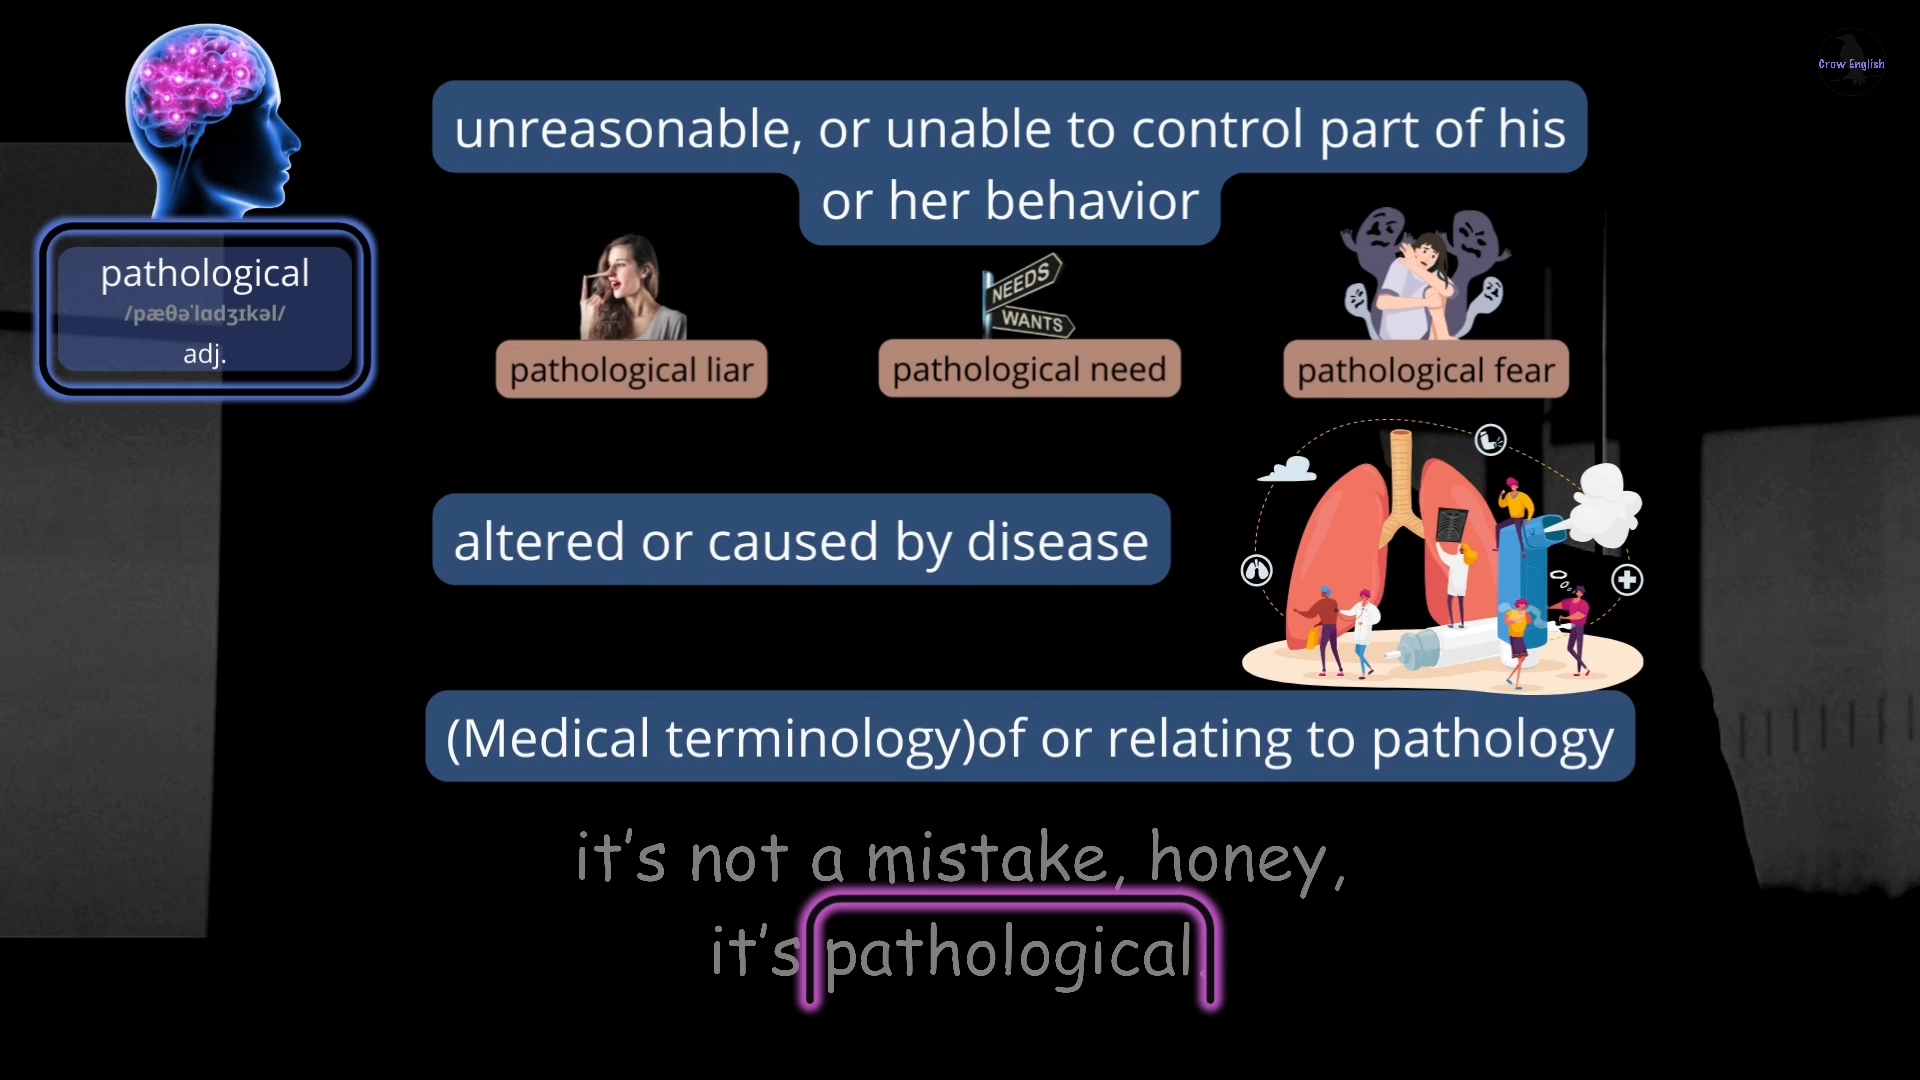 Crow English
unreasonable, or unable to control part of his
or her behavior
pathological
/pæθəˈlɑdʒɪkəl/
adj.
NEEDS
WANTS
pathological liar
pathological need
pathological fear
altered or caused by disease
(Medical terminology)of or relating to pathology
it's not a mistake, honey,
it's pathological.